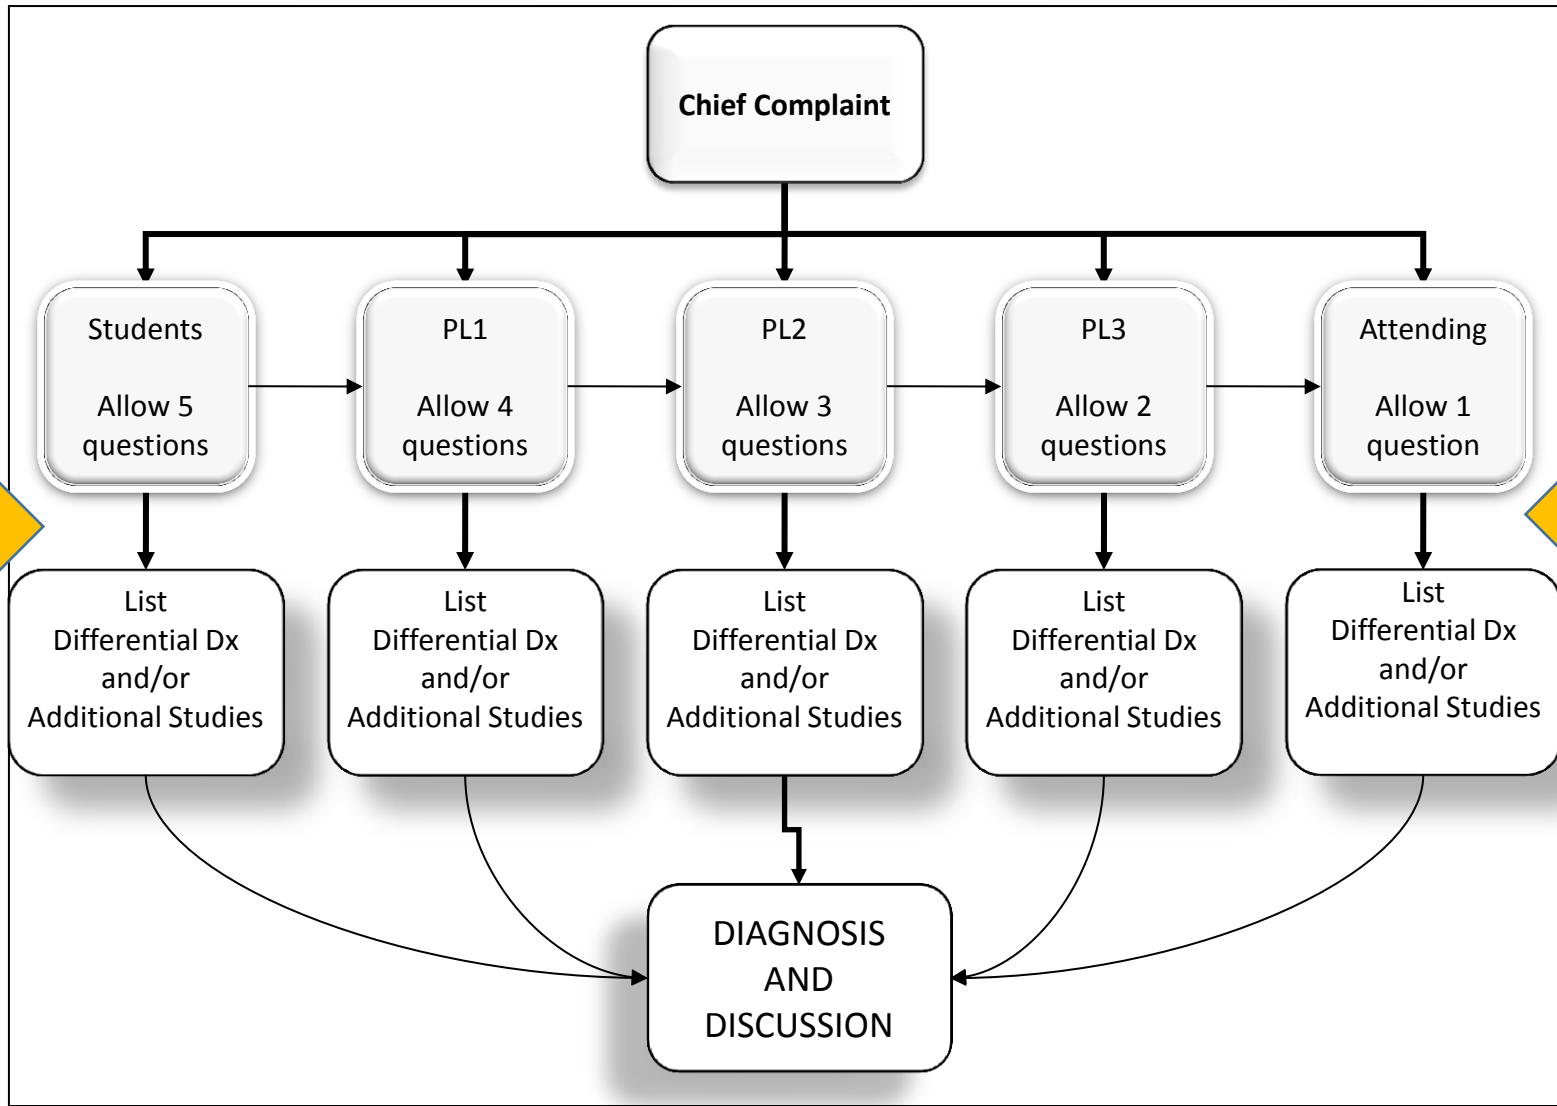 Chief Complaint
Students
Allow 5
questions
PL1
Allow 4
questions
PL2
Allow 3
questions
PL3
Allow 2
questions
Attending
Allow 1
question
List
Differential Dx
and/or
Additional Studies
List
Differential Dx
and/or
Additional Studies
List
Differential Dx
and/or
Additional Studies
List
Differential Dx
and/or
Additional Studies
List
Differential Dx
and/or
Additional Studies
DIAGNOSIS
AND
DISCUSSION